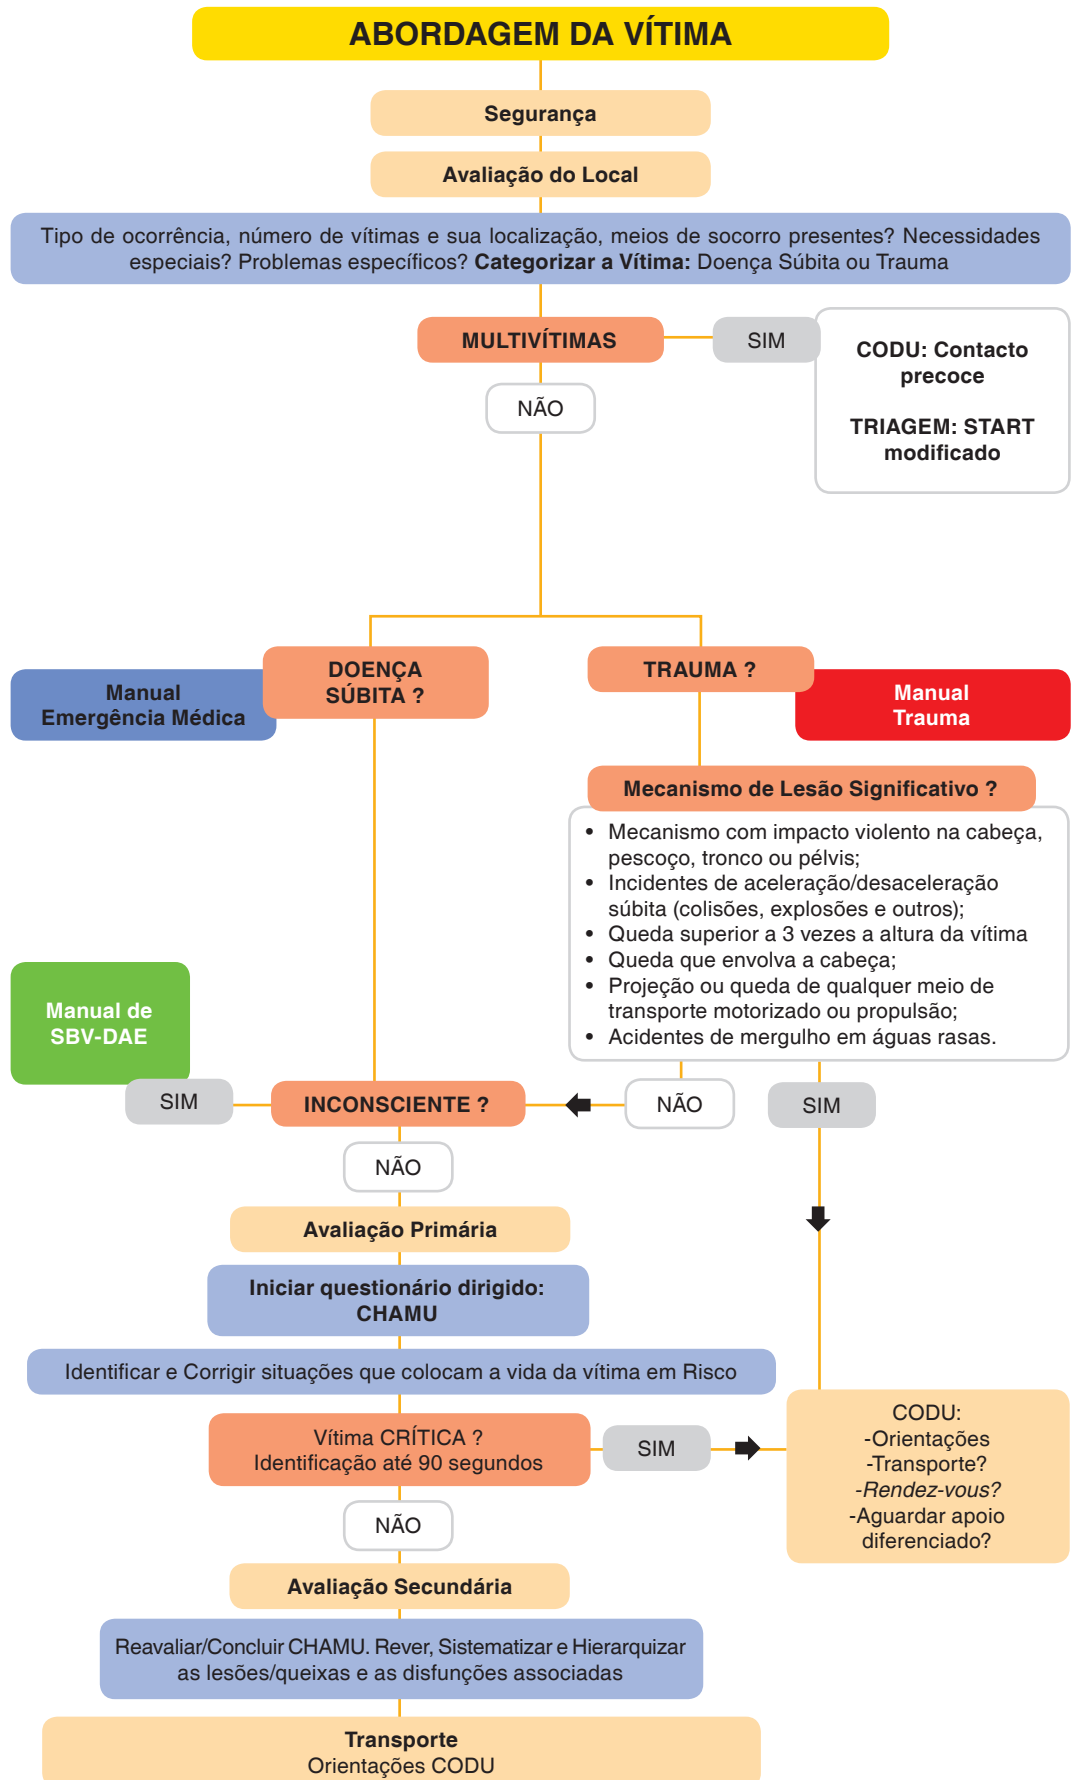 ABORDAGEM DA VÍTIMA
Segurança
Avaliação do Local
Tipo de ocorrência, número de vítimas e sua localização, meios de socorro presentes? Necessidades
especiais? Problemas específicos? Categorizar a Vítima: Doença Súbita ou Trauma
MULTIVÍTIMAS
SIM
CODU: Contacto
precoce
TRIAGEM: START
modificado
NÃO
DOENÇA
SÚBITA ?
Manual
Emergência Médica
TRAUMA ?
Manual
Trauma
Mecanismo de Lesão Significativo ?
• Mecanismo com impacto violento na cabeça,
pescoço, tronco ou pélvis;
• Incidentes de aceleração/desaceleração
súbita (colisões, explosões e outros);
• Queda superior a 3 vezes a altura da vítima
• Queda que envolva a cabeça;
• Projeção ou queda de qualquer meio de
transporte motorizado ou propulsão;
• Acidentes de mergulho em águas rasas.
Manual de
SBV-DAE
SIM
INCONSCIENTE ?
NÃO
SIM
NÃO
Avaliação Primária
Iniciar questionário dirigido:
CHAMU
Identificar e Corrigir situações que colocam a vida da vítima em Risco
Vítima CRÍTICA ?
Identificação até 90 segundos
SIM
CODU:
-Orientações
-Transporte?
-Rendez-vous?
-Aguardar apoio
diferenciado?
NÃO
Avaliação Secundária
Reavaliar/Concluir CHAMU. Rever, Sistematizar e Hierarquizar
as lesões/queixas e as disfunções associadas
Transporte
Orientações CODU